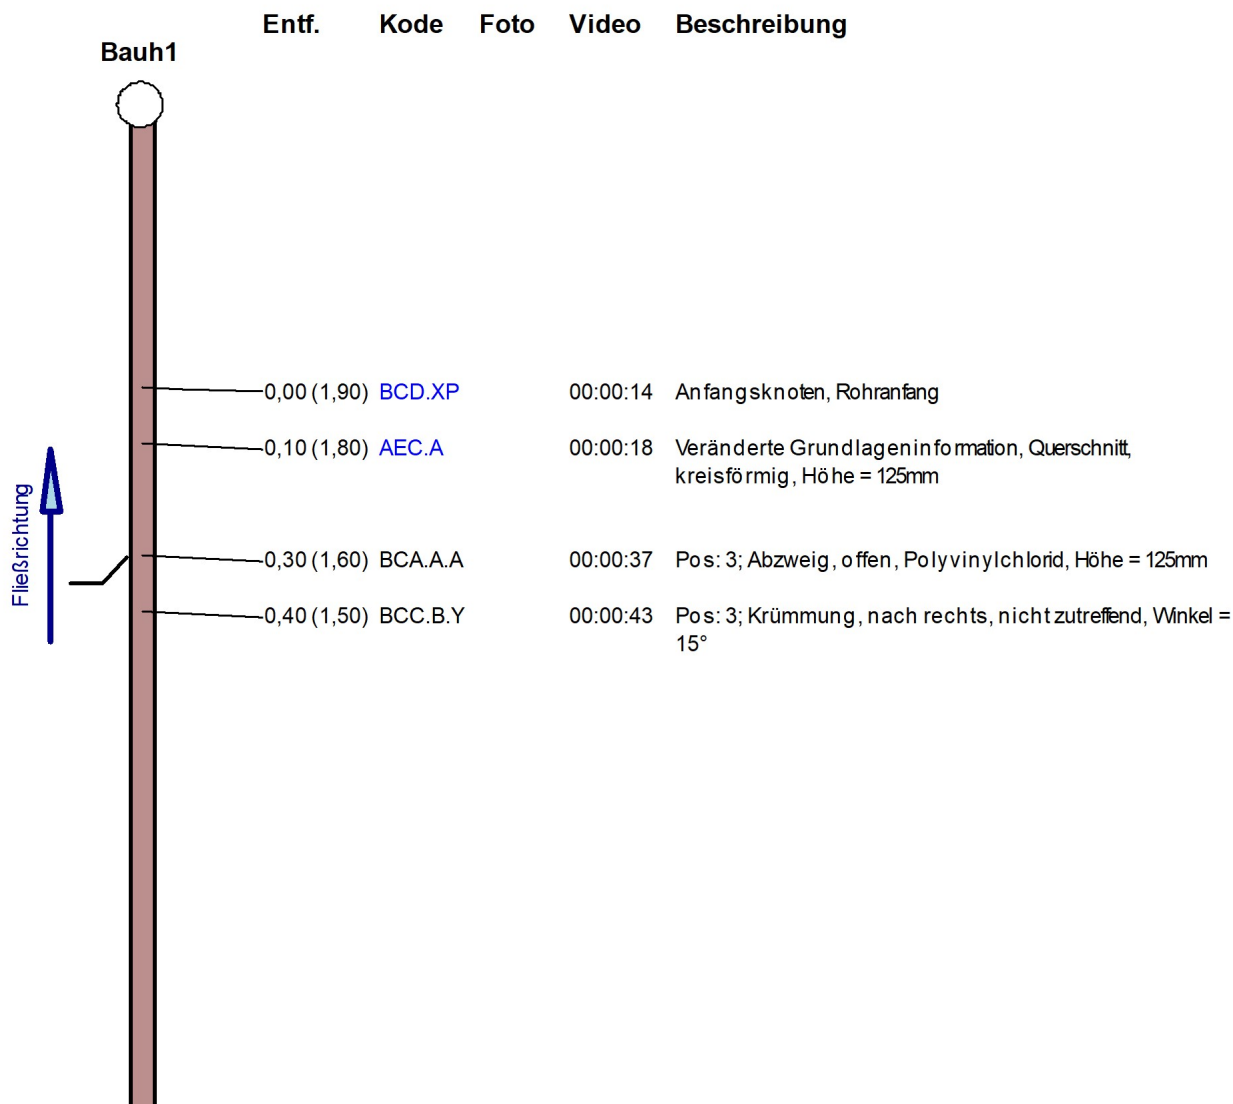 Entf. Kode Foto Video Beschreibung
Bauh1
0,00 (1,90) BCD.XP 00:00:14 Anfangsknoten, Rohranfang
0,10 (1,80) AEC.A 00:00:18 Veränderte Grundlageninformation, Querschnitt,
kreisförmig, Höhe = 125mm
Fließrichtung
0,30 (1,60) BCA.A.A 00:00:37 Pos: 3; Abzweig, offen, Polyvinylchlorid, Höhe = 125mm
0,40 (1,50) BCC.B.Y 00:00:43 Pos: 3; Krümmung, nach rechts, nicht zutreffend, Winkel =
15°